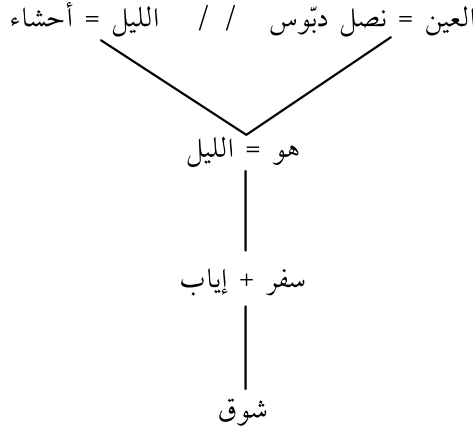 العين = نصل دبّوس // الليل = أحشاء
هو = الليل
سفر + إياب
شوق